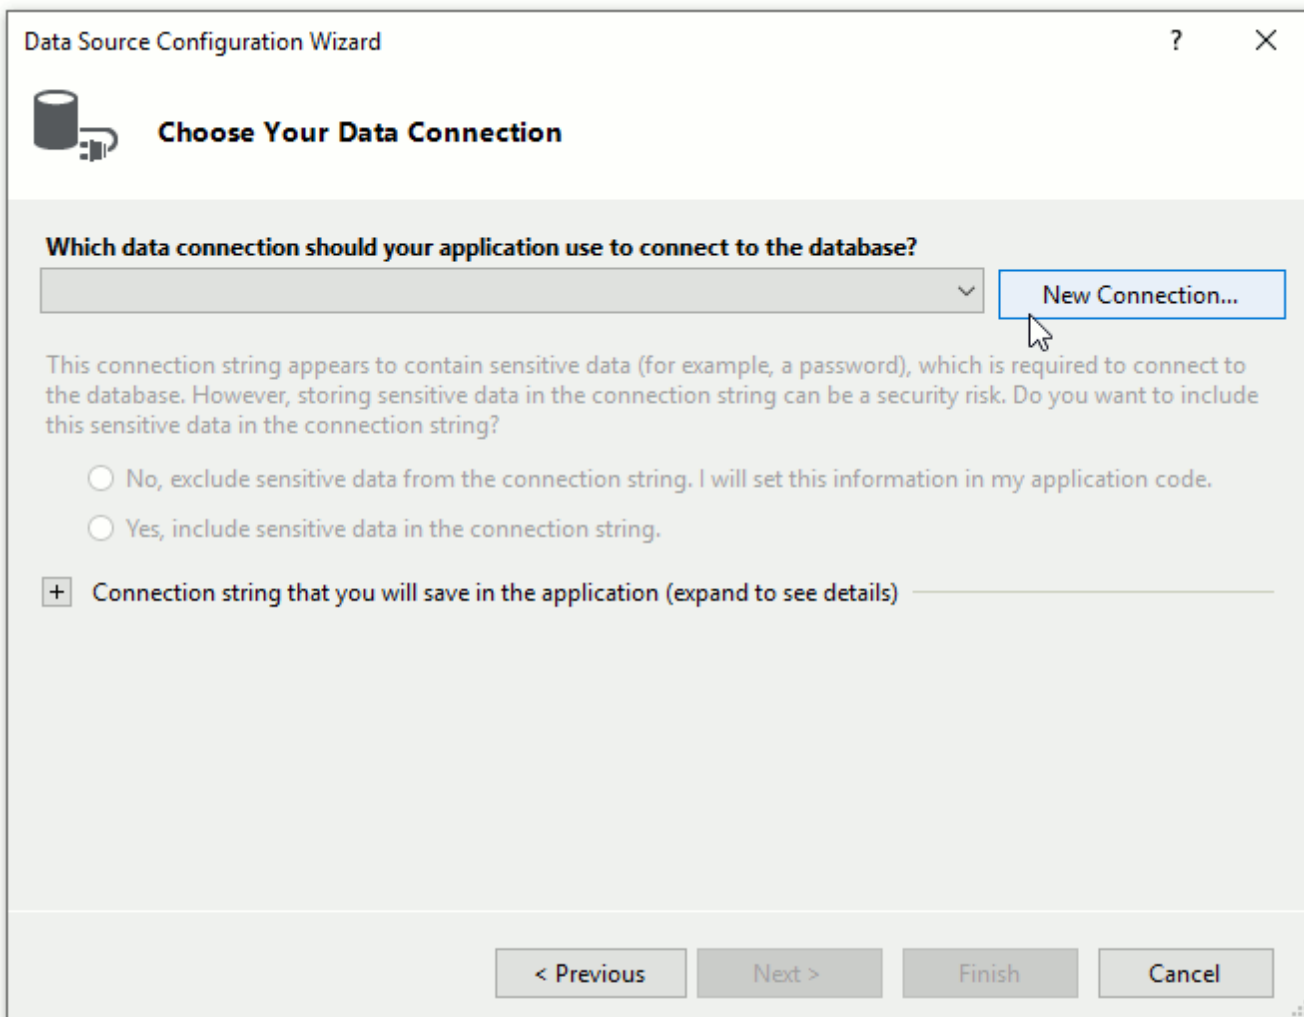 Data Source Configuration Wizard ?
Choose Your Data Connection
Which data connection should your application use to connect to the database?
New Connection...
This connection string appears to contain sensitive data (for example, a password), which is required to connect to
the database. However, storing sensitive data in the connection string can be a security risk. Do you want to include
this sensitive data in the connection string?
No, exclude sensitive data from the connection string. I will set this information in my application code.
Yes, include sensitive data in the connection string.
+ Connection string that you will save in the application (expand to see details)
< Previous Next > Finish Cancel